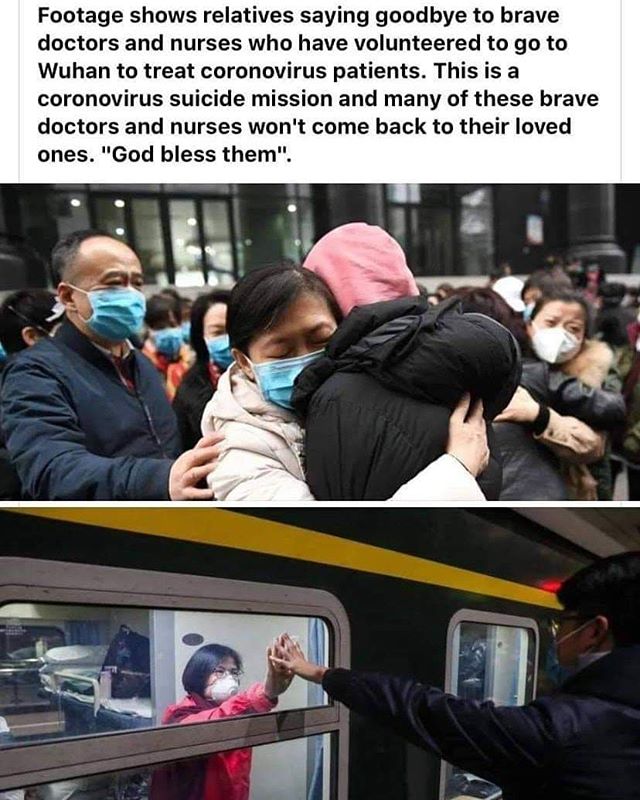 Footage shows relatives saying goodbye to brave
doctors and nurses who have volunteered to go to
Wuhan to treat coronovirus patients. This is a
coronovirus suicide mission and many of these brave
doctors and nurses won't come back to their loved
ones. "God bless them".